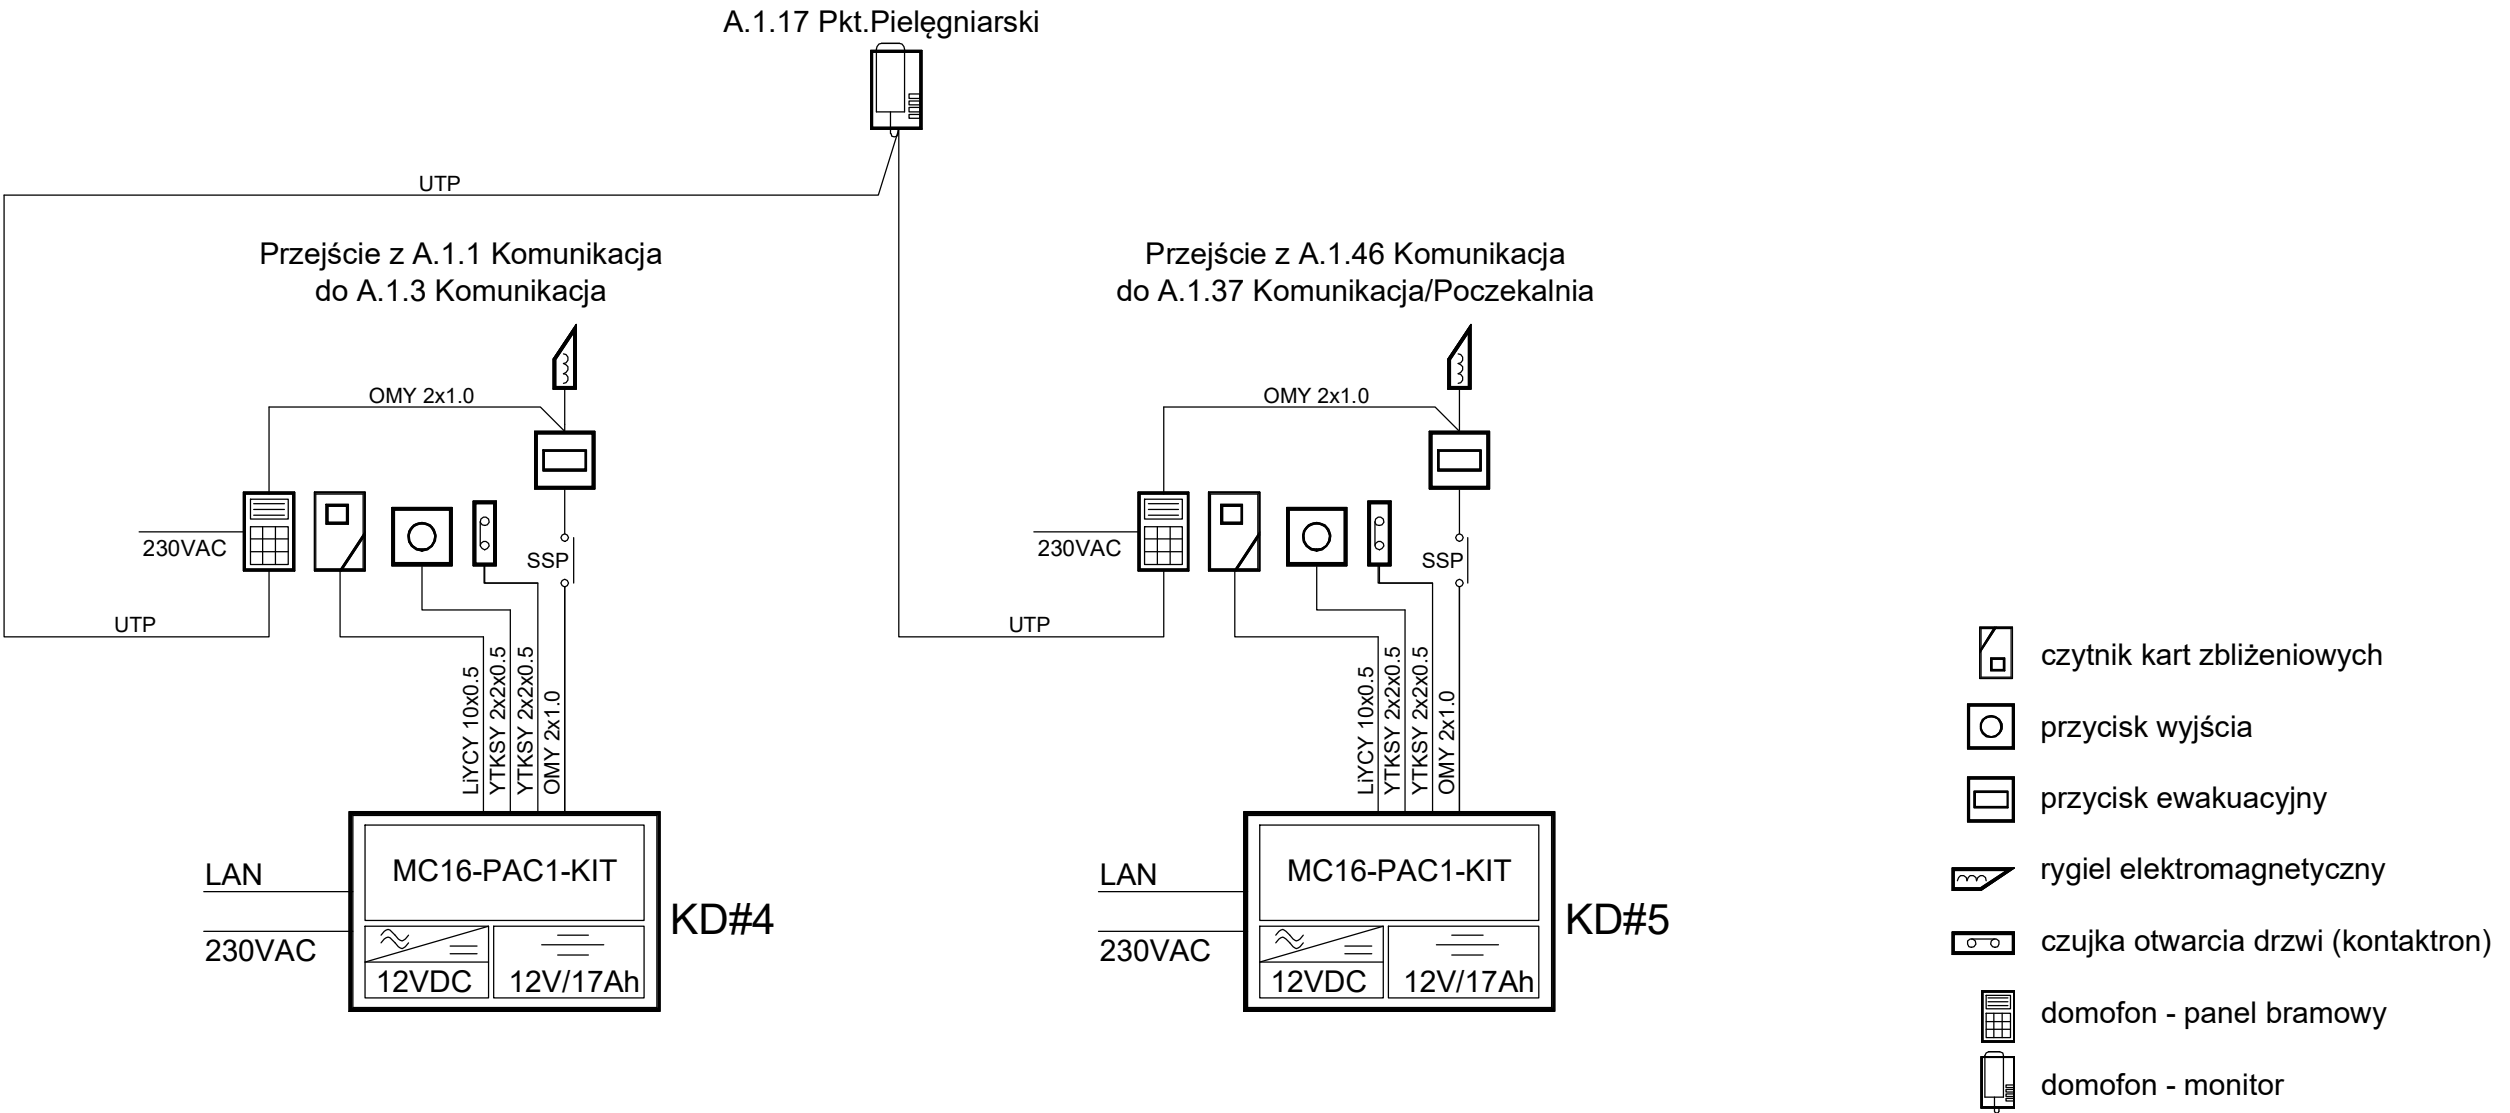 A.1.17 Pkt.Pielęgniarski
UTP
Przejście z A.1.1 Komunikacja
do A.1.3 Komunikacja
OMY 2x1.0
230VAC
SSP
UTP
LiYCY 10x0.5
YTKSY 2x2x0.5
YTKSY 2x2x0.5
OMY 2x1.0
MC16-PAC1-KIT
LAN
KD#4
230VAC
12VDC
12V/17Ah
Przejście z A.1.46 Komunikacja
do A.1.37 Komunikacja/Poczekalnia
OMY 2x1.0
230VAC
SSP
UTP
LiYCY 10x0.5
YTKSY 2x2x0.5
YTKSY 2x2x0.5
OMY 2x1.0
MC16-PAC1-KIT
LAN
KD#5
230VAC
12VDC
12V/17Ah
czytnik kart zbliżeniowych
przycisk wyjścia
przycisk ewakuacyjny
rygiel elektromagnetyczny
czujka otwarcia drzwi (kontaktron)
domofon - panel bramowy
domofon - monitor